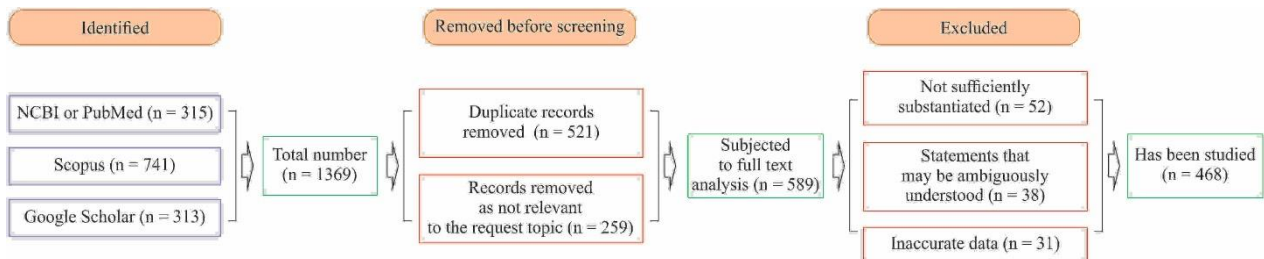 Identified
Removed before screening
Excluded
NCBI or PubMed (n = 315)
Scopus (n = 741)
Google Scholar (n = 313)
Total number
(n = 1369)
Duplicate records
removed (n = 521)
Records removed
as not relevant
to the request topic (n = 259)
Subjected
to full text
analysis (n = 589)
Not sufficiently
substantiated (n = 52)
Statements that
may be ambiguously
understood (n = 38)
Inaccurate data (n = 31)
Has been studied
(n = 468)